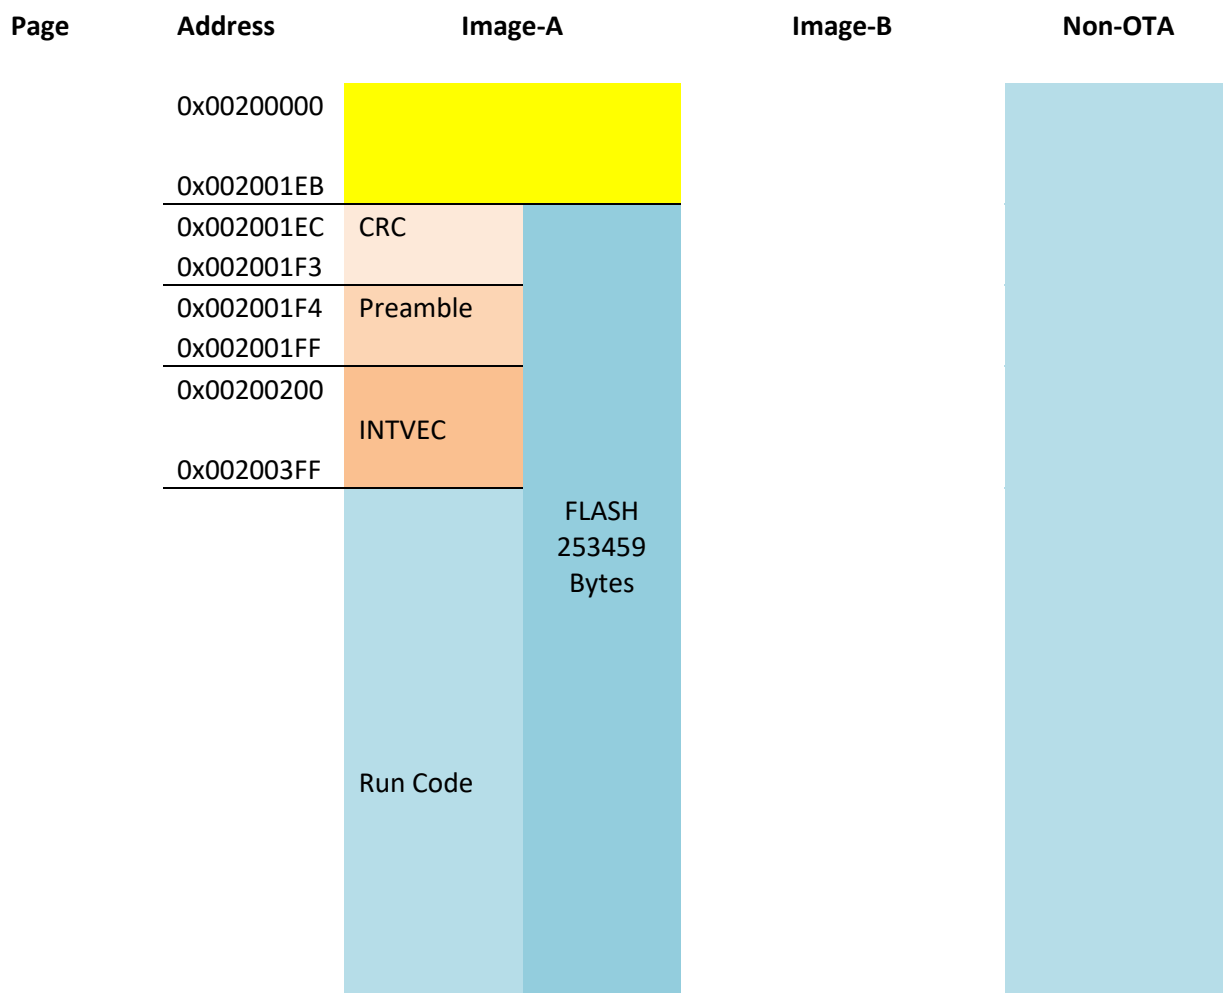 Page Address Image-A Image-B Non-OTA
0x00200000
0x002001EB
0x002001EC CRC
0x002001F3
0x002001F4 Preamble
0x002001FF
0x00200200
INTVEC
0x002003FF
FLASH
253459
Bytes
Run Code